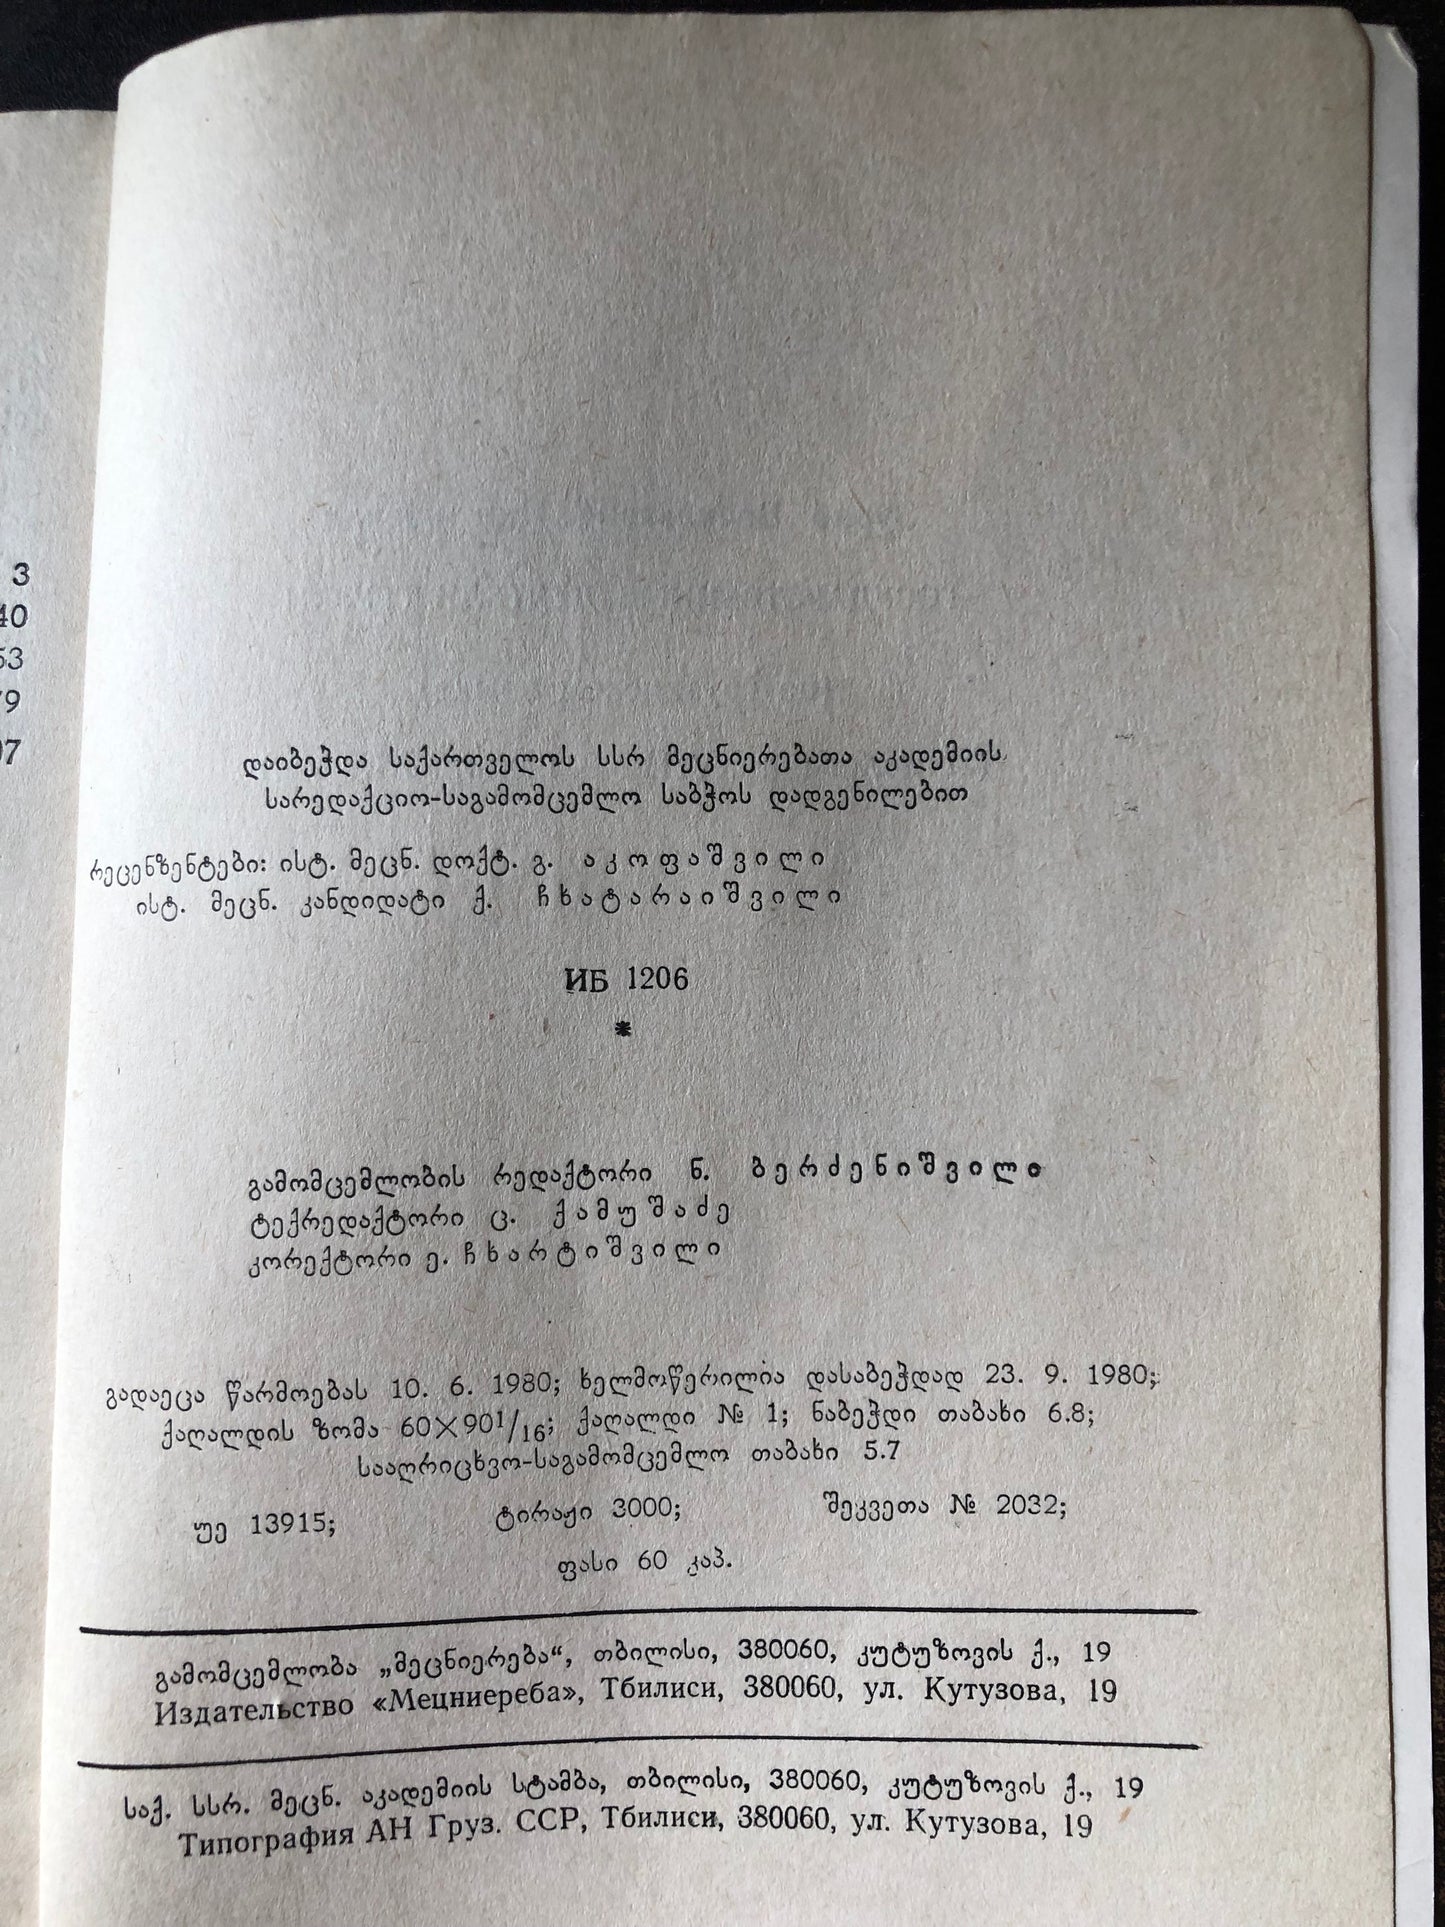 3
40
53
79
97
დაიბეჭდა საქართველოს სსრ მეცნიერებათა აკადემიის
სარედაქციო-საგამომცემლო საბჭოს დადგენილებით
რეცენზენტები: ისტ. მეცნ. დოქტ. გ. აკოფაშვილი
ისტ. მეცნ. კანდიდატი ქ. ჩხატარაიშვილი
ИБ 1206
*
გამომცემლობის რედაქტორი ნ. ბერძენიშვილი
ტექრედაქტორი ც. ქამუშაძე
კორექტორი ე. ჩხარტიშვილი
გადაეცა წარმოებას 10. 6. 1980; ხელმოწერილია დასაბეჭდად 23. 9. 1980;
ქაღალდის ზომა 60×90 1/16; ქაღალდი № 1; ნაბეჭდი თაბახი 6.8;
სააღრიცხვო-საგამომცემლო თაბახი 5.7
უე 13915; ტირაჟი 3000; შეკვეთა № 2032;
ფასი 60 კაპ.
გამომცემლობა „მეცნიერება“, თბილისი, 380060, კუტუზოვის ქ., 19
Издательство «Мецниереба», Тбилиси, 380060, ул. Кутузова, 19
საქ. სსრ. მეცნ. აკადემიის სტამბა, თბილისი, 380060, კუტუზოვის ქ., 19
Типография АН Груз. ССР, Тбилиси, 380060, ул. Кутузова, 19